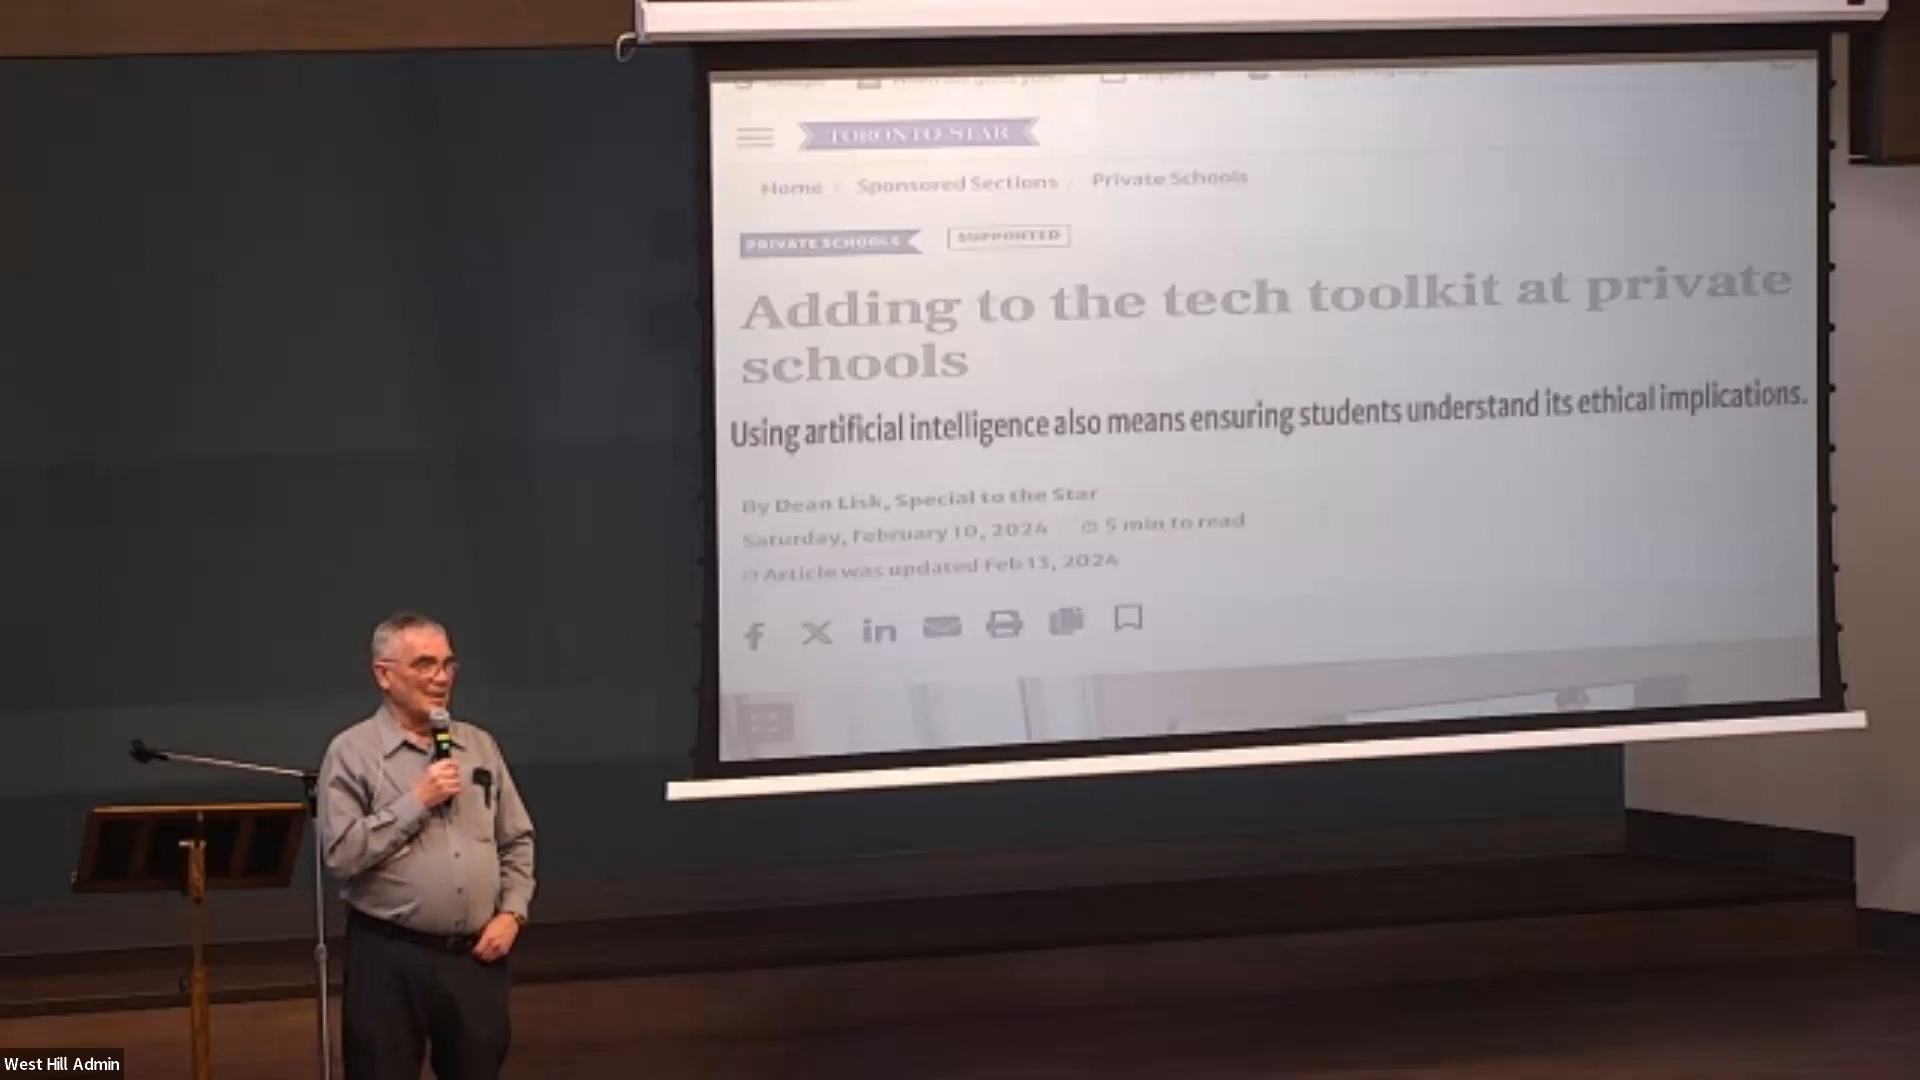 TORONTO STAR
Home / Sponsored Sections / Private Schools
PRIVATE SCHOOLS SUPPORTED
Adding to the tech toolkit at private
schools
Using artificial intelligence also means ensuring students understand its ethical implications.
By Dean Lisk, Special to the Star
Saturday, February 10, 2024 5 min to read
Article was updated Feb 13, 2024
West Hill Admin